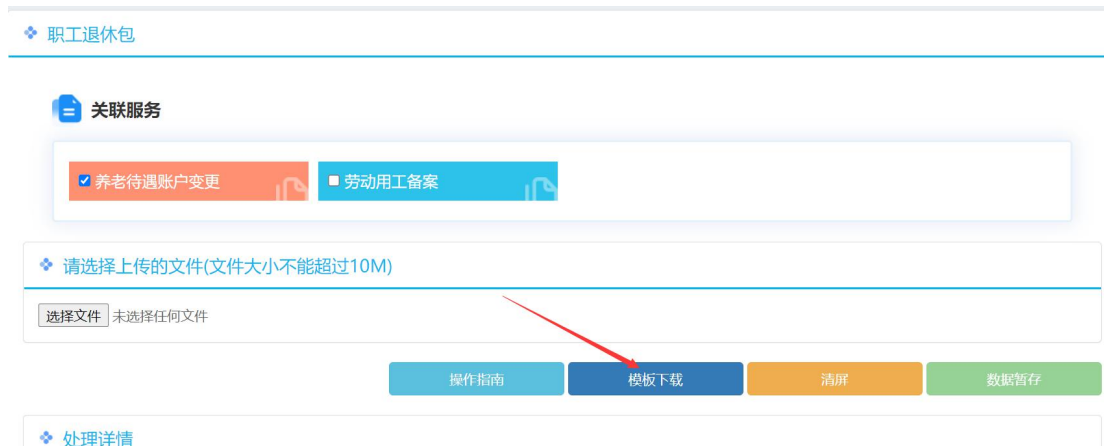 职工退休包
关联服务
养老待遇账户变更 劳动用工备案
请选择上传的文件(文件大小不能超过10M)
选择文件 未选择任何文件
操作指南 模板下载 清屏 数据暂存
处理详情